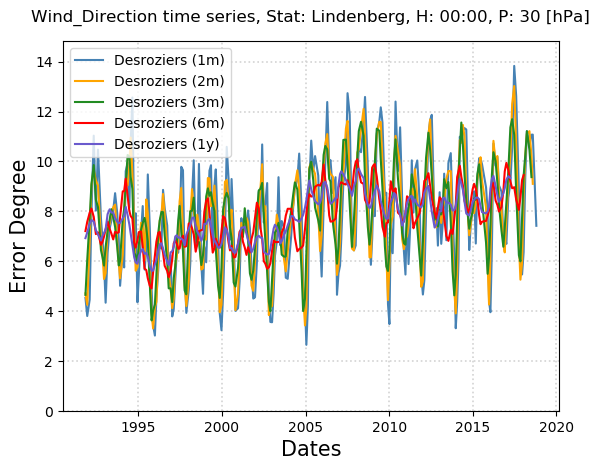 Wind_Direction time series, Stat: Lindenberg, H: 00:00, P: 30 [hPa]
14
12
10
8
6
4
2
0
Error Degree
Desroziers (1m)
Desroziers (2m)
Desroziers (3m)
Desroziers (6m)
Desroziers (1y)
1995
2000
2005
2010
2015
2020
Dates